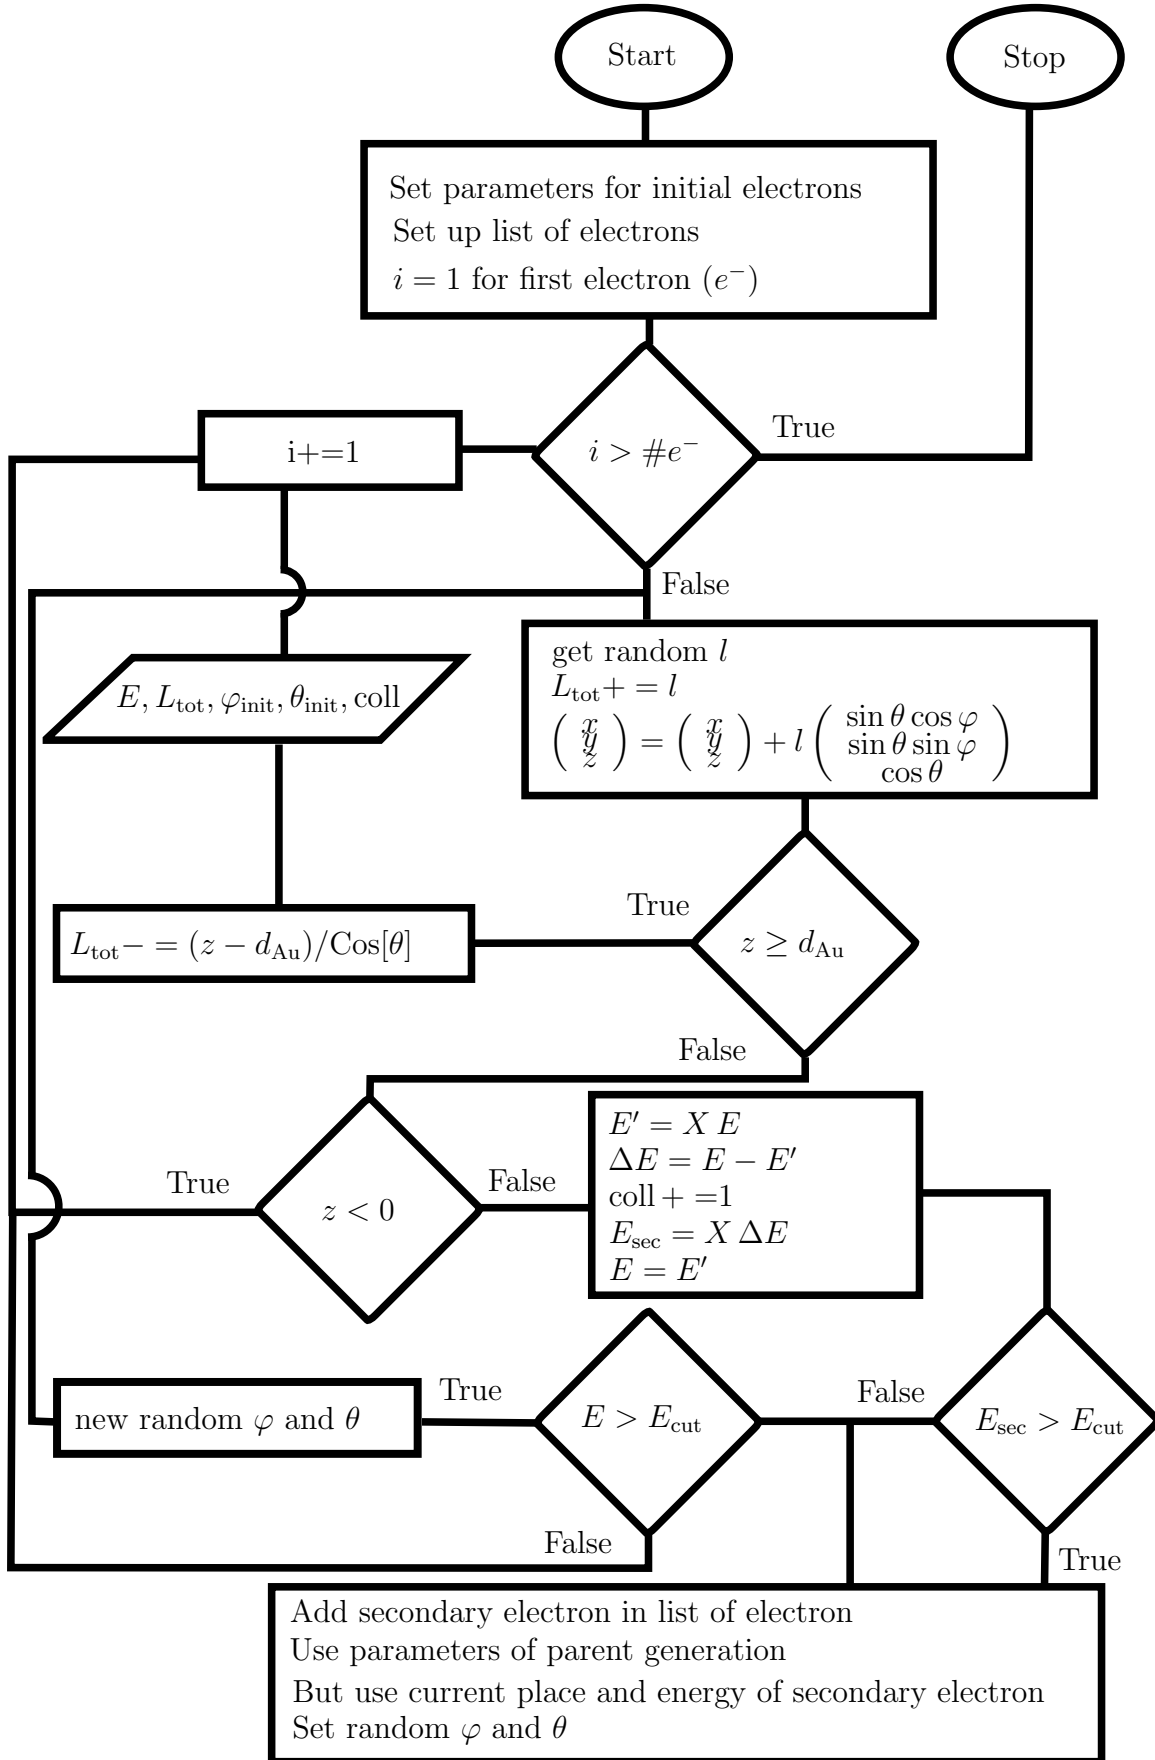 Start
Stop
Set parameters for initial electrons
Set up list of electrons
i = 1 for first electron (e⁻)
i+=1
i > #e⁻
True
False
get random l
L_tot+ = l
( x y z ) = ( x y z ) + l ( sin θ cos φ sin θ sin φ cos θ )
E, L_tot, φ_init, θ_init, coll
True
L_tot− = (z − d_Au)/Cos[θ]
z ≥ d_Au
False
E′ = X E
ΔE = E − E′
coll + =1
E_sec = X ΔE
E = E′
True
z < 0
False
True
new random φ and θ
E > E_cut
False
E_sec > E_cut
False
True
Add secondary electron in list of electron
Use parameters of parent generation
But use current place and energy of secondary electron
Set random φ and θ